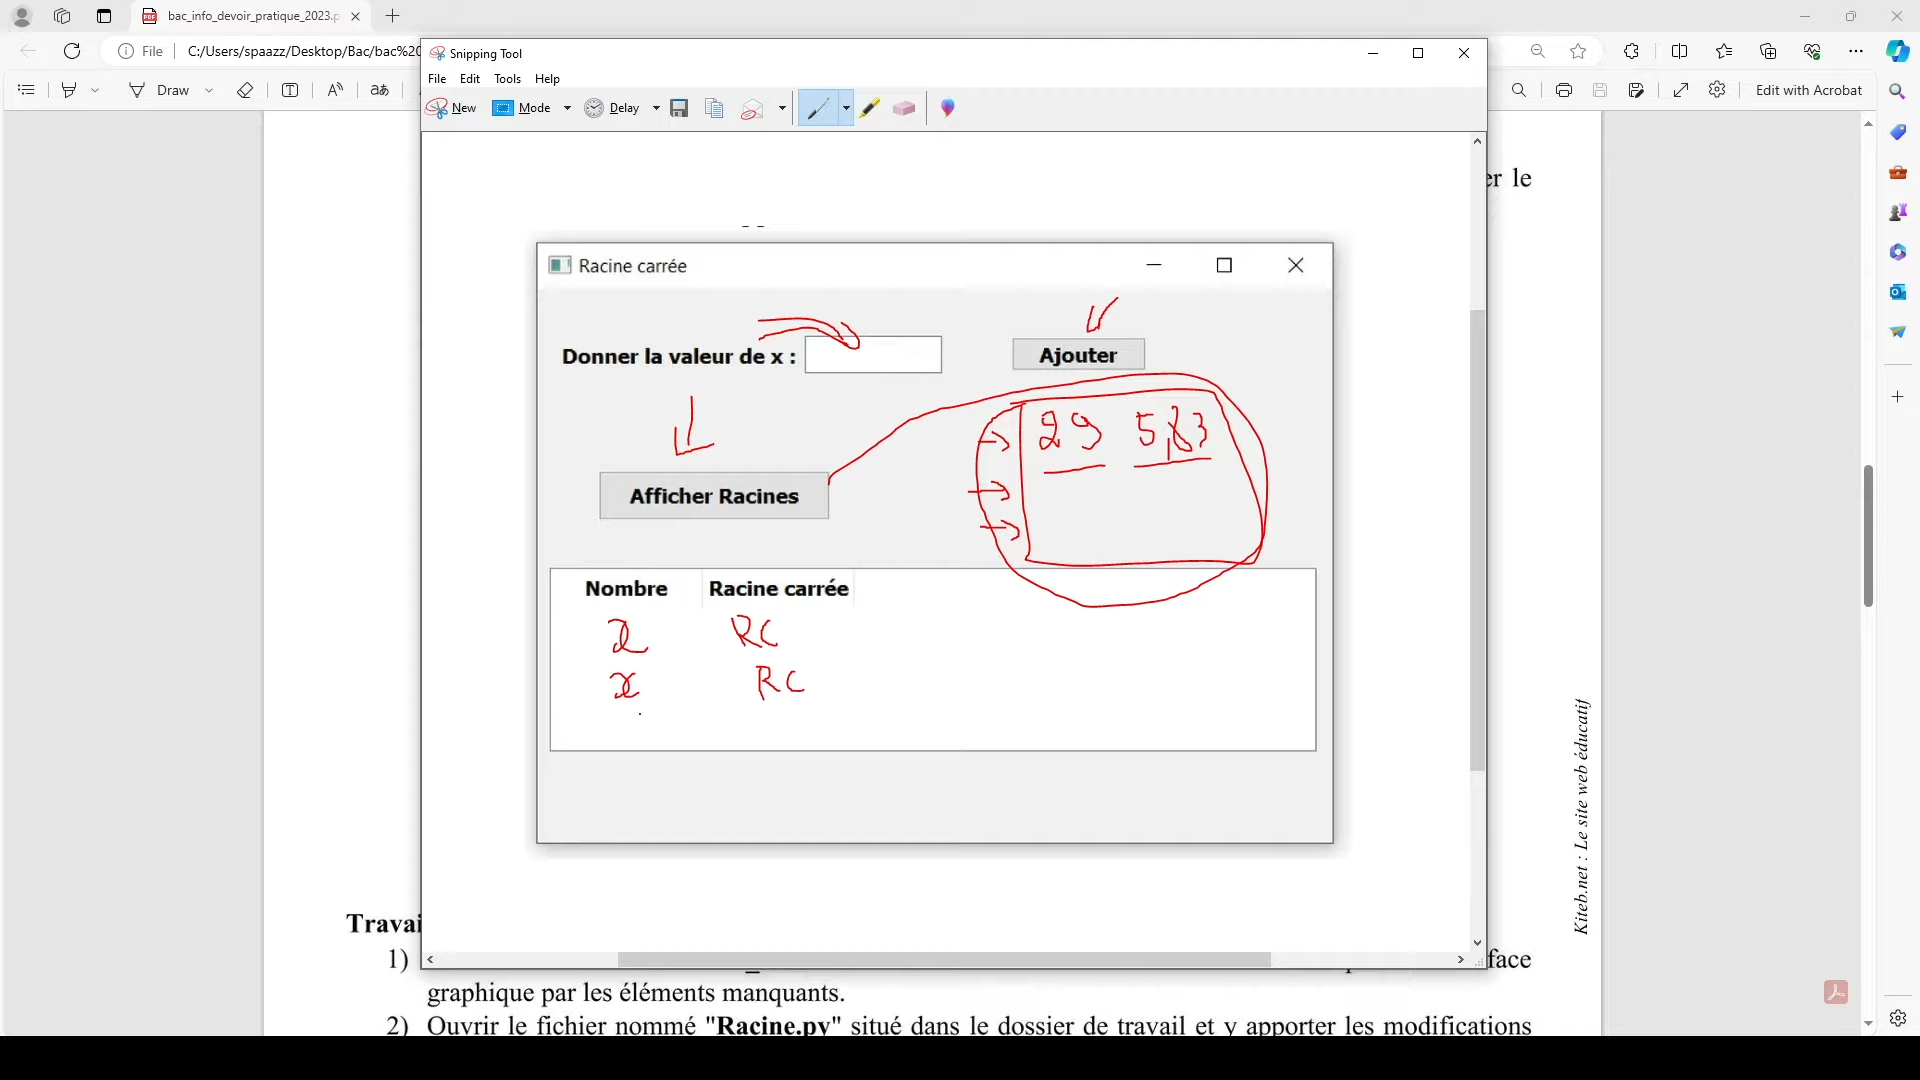 bac_info_devoir_pratique_2023.p
File
C:/Users/spaazz/Desktop/Bac/bac%20
Draw
Edit with Acrobat
Snipping Tool
File Edit Tools Help
New Mode Delay
er le
Racine carrée
Donner la valeur de x :
Ajouter
29
Afficher Racines
Nombre Racine carrée
x RC
x RC
Kiteb.net : Le site web éducatif
Travai
1)
face
graphique par les éléments manquants.
2) Ouvrir le fichier nommé "Racine.py" situé dans le dossier de travail et y apporter les modifications